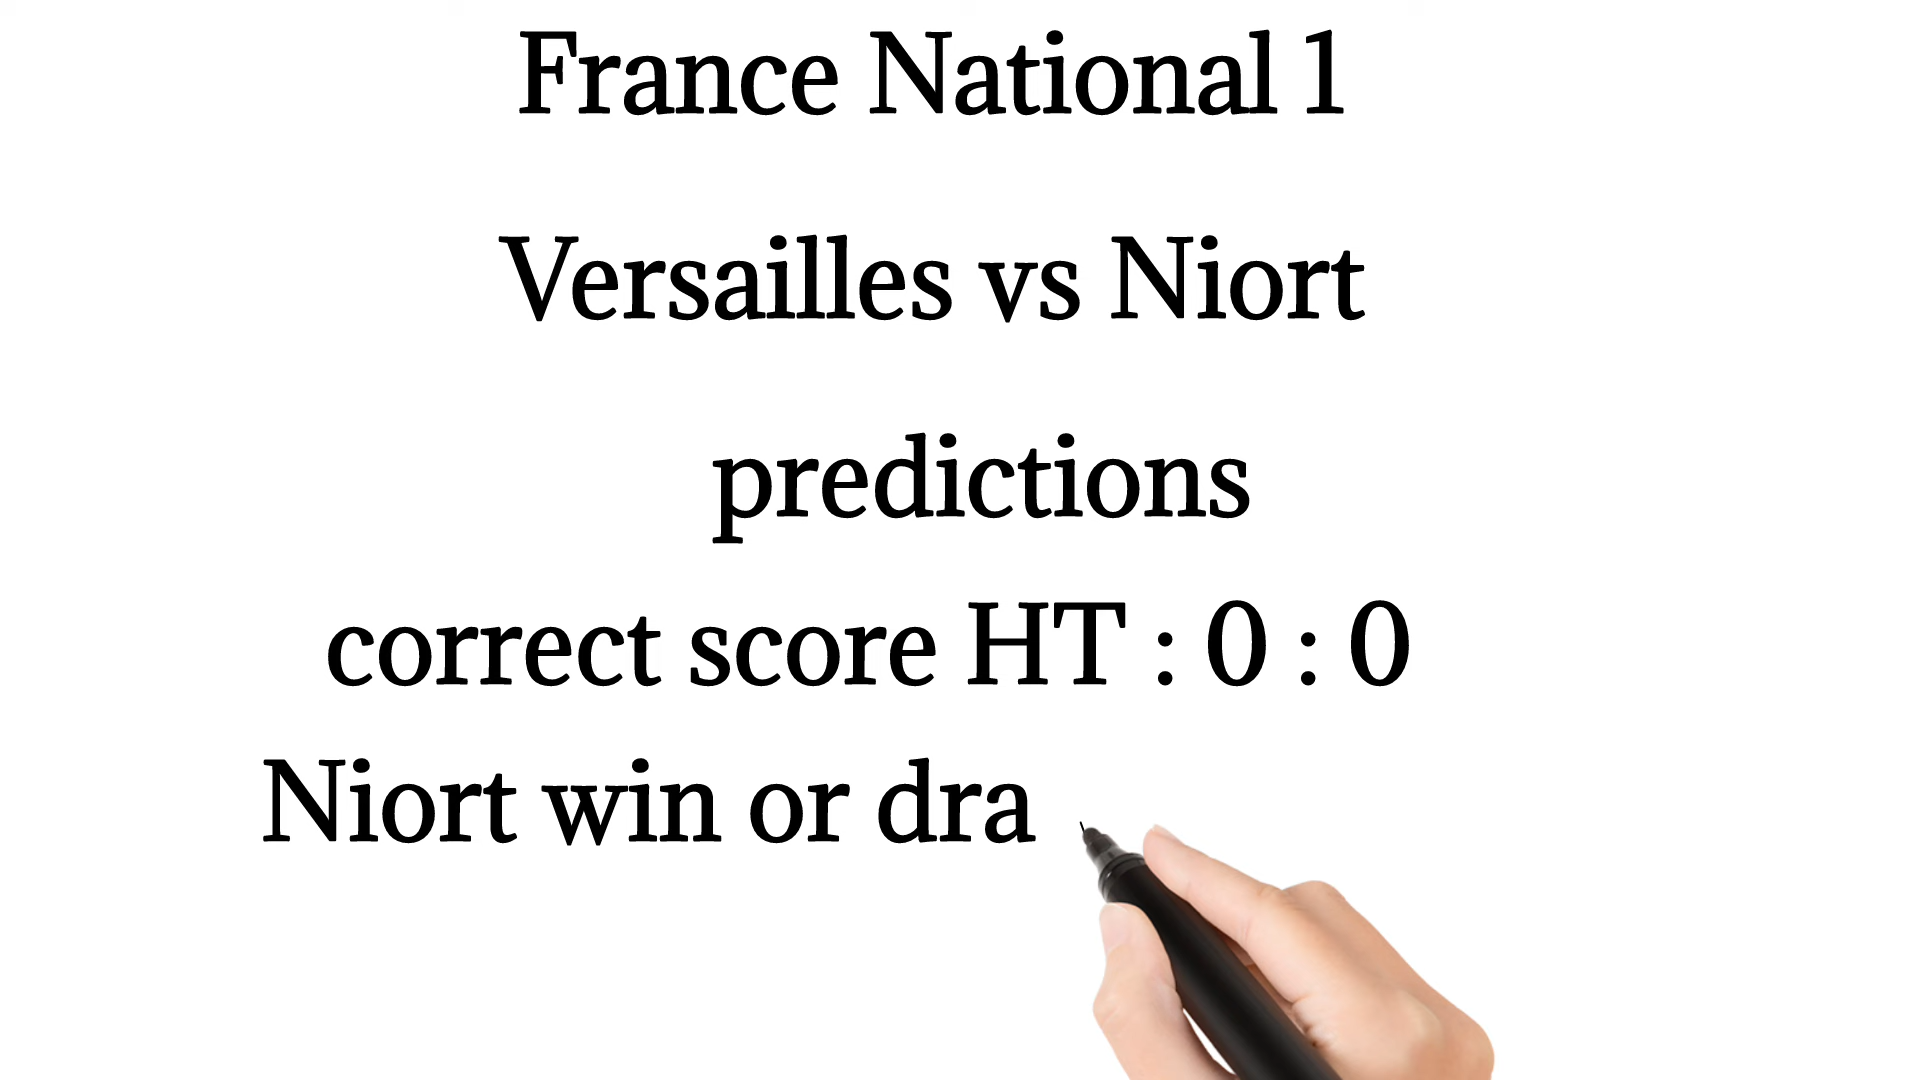 France National 1
Versailles vs Niort
predictions
correct score HT : 0 : 0
Niort win or dra